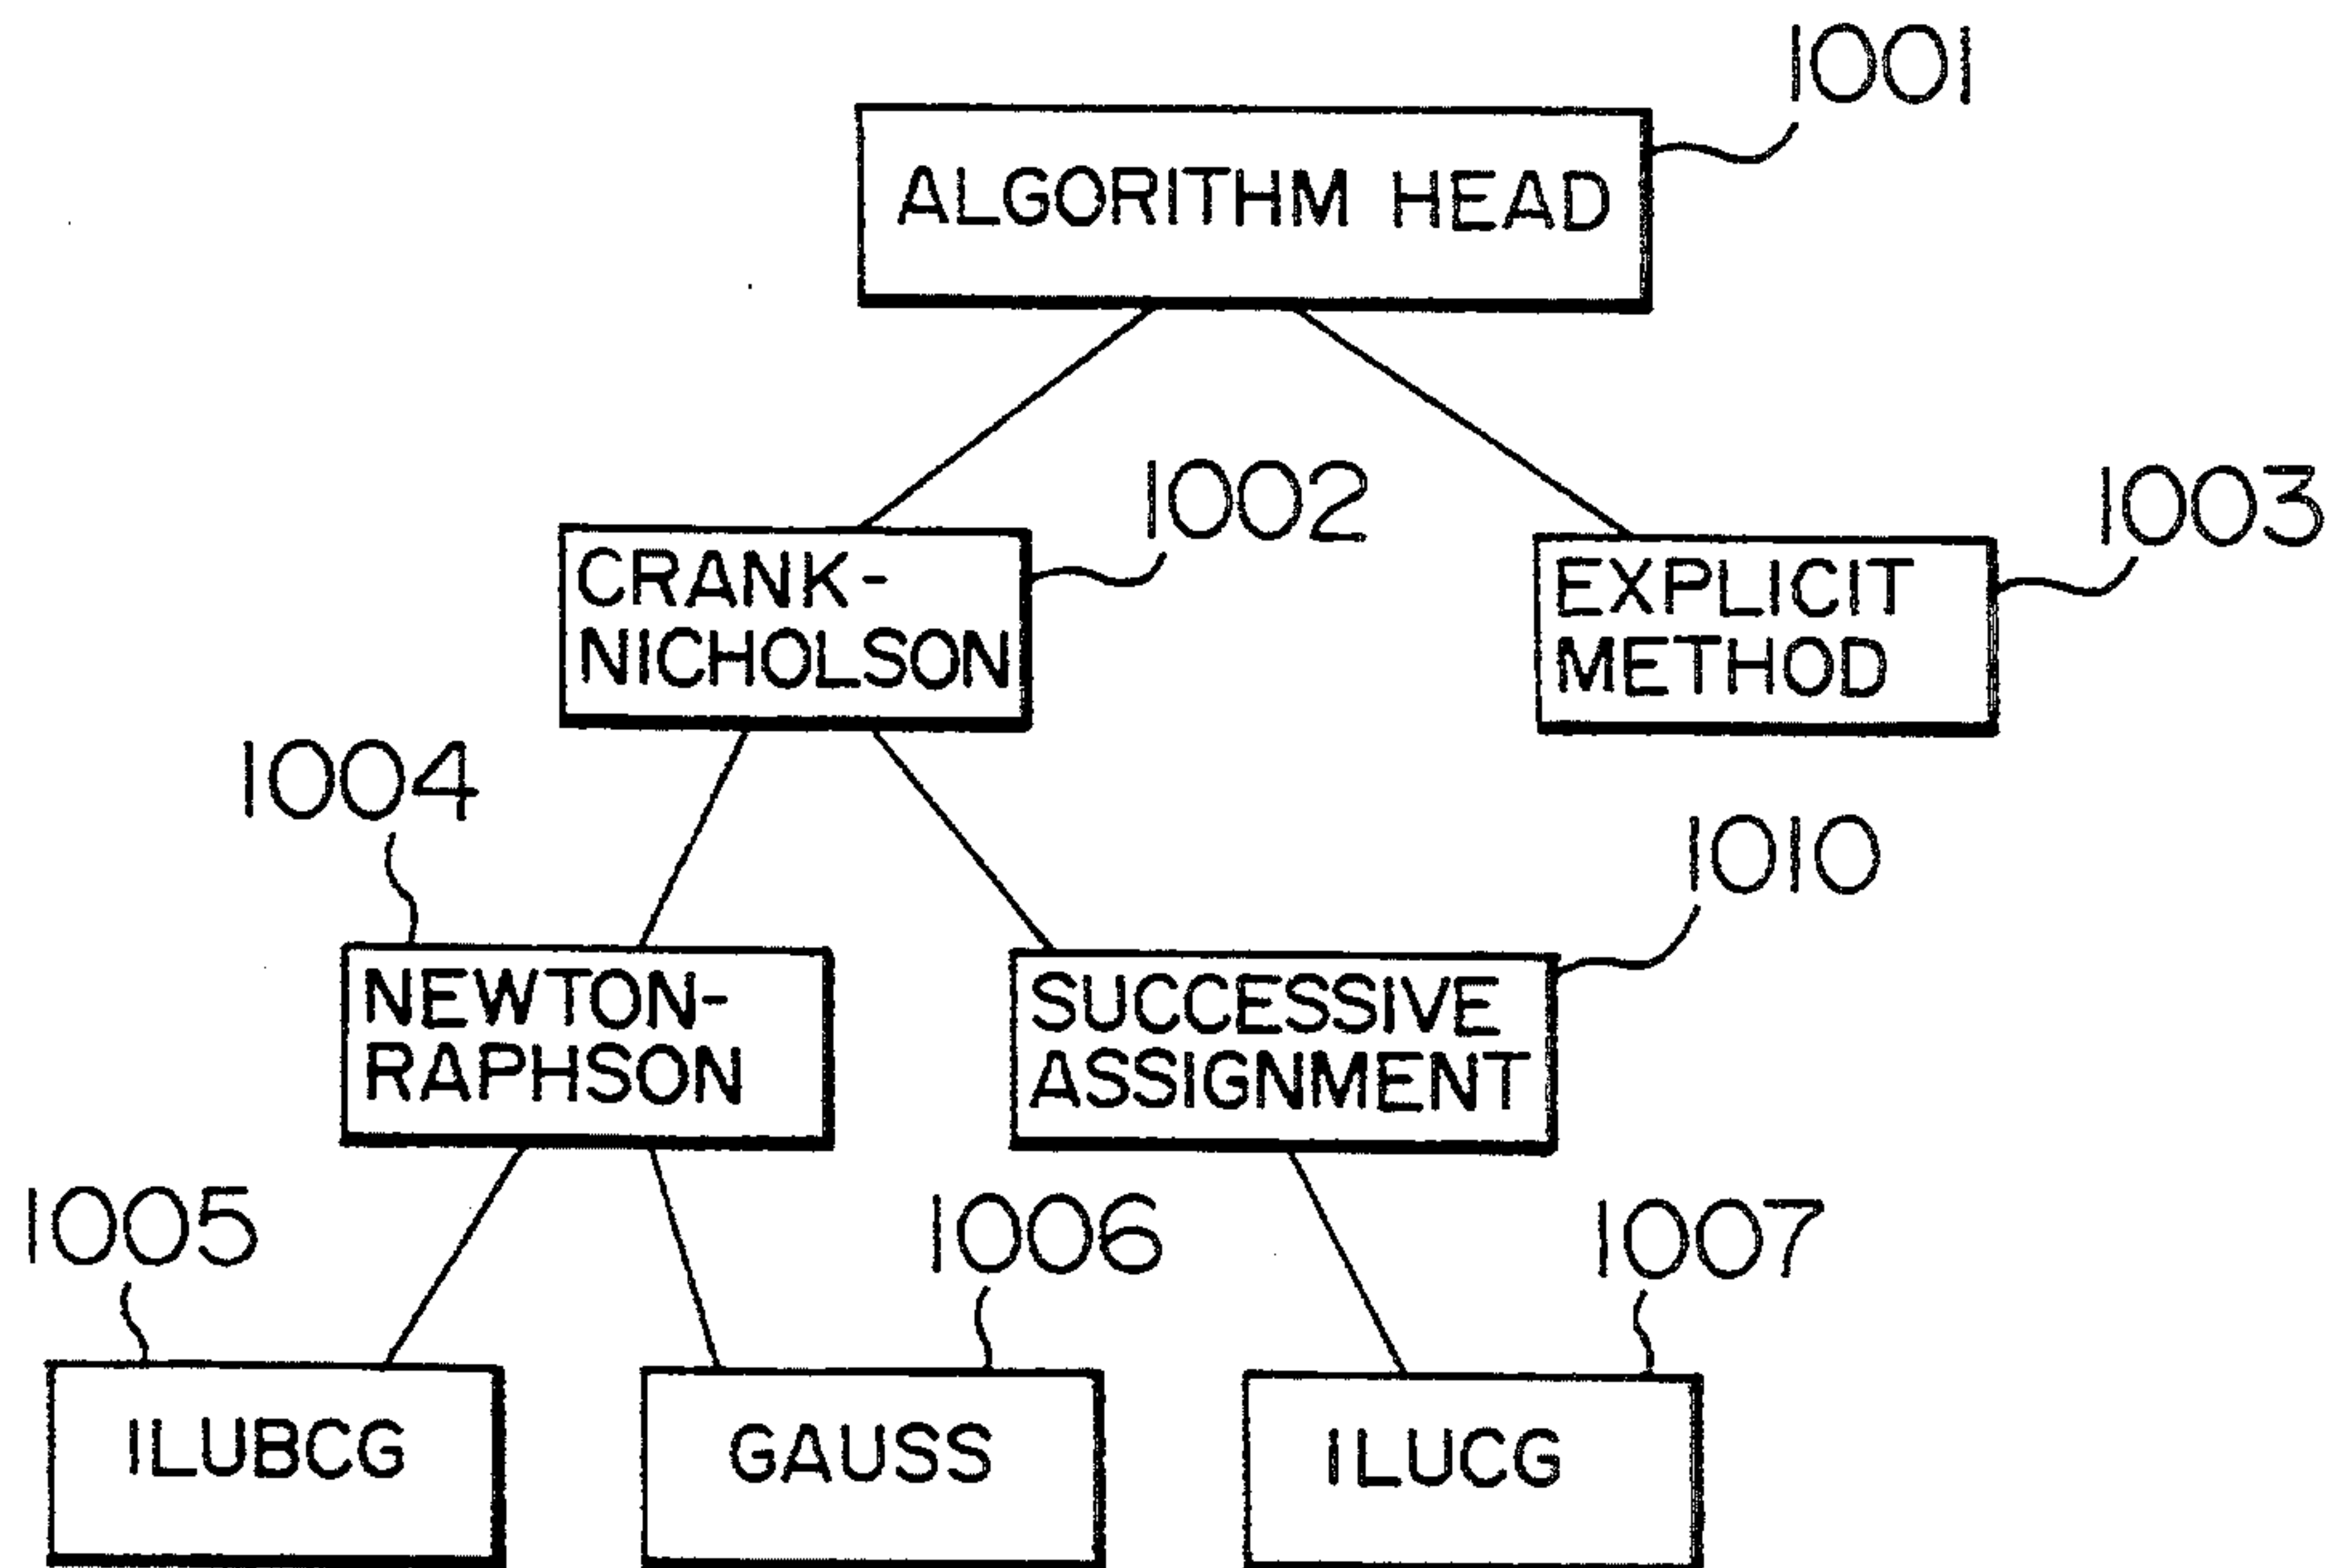 1001
ALGORITHM HEAD
1002
1003
CRANK-
NICHOLSON
EXPLICIT
METHOD
1004
1010
NEWTON-
RAPHSON
SUCCESSIVE
ASSIGNMENT
1005
1006
1007
ILUBCG
GAUSS
ILUCG